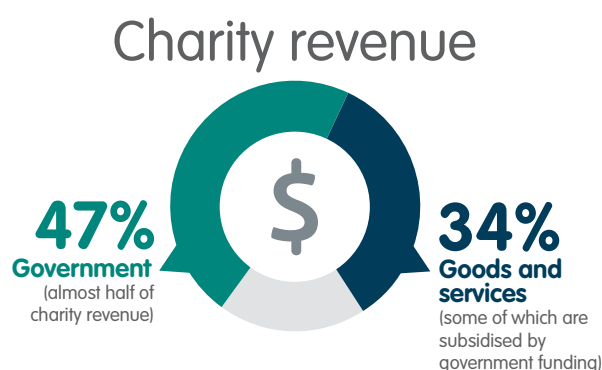 Charity revenue
$
47%
Government
(almost half of
charity revenue)
34%
Goods and
services
(some of which are
subsidised by
government funding)